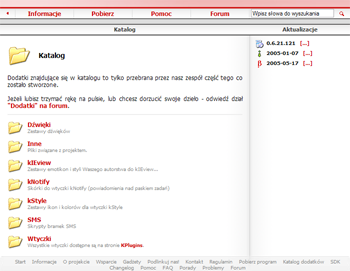 Informacje Pobierz Pomoc Forum Wpisz słowa do wyszukania
Katalog Aktualizacje
Katalog
0.6.21.121 [...]
2005-01-07 [...]
2005-05-17 [...]
Dodatki znajdujące się w katalogu to tylko przebrana przez nasz zespół część tego co
zostało stworzone.
Jeżeli lubesz trzymać rękę na pulsie, lub chcesz dorzucić swoje dzieło - odwiedź dział
"Dodatki" na forum.
Dźwięki
Zestawy dźwięków
Inne
Pliki związane z projektem.
kIEview
Zestawy emotikon i styli Waszego autorstwa do kIEview...
kNotify
Skórki do wtyczki kNotify (powiadomienia nad paskiem zadań)
kStyle
Zestawy ikon i kolorów dla wtyczki kStyle
SMS
Skrypty bramek SMS
Wtyczki
Wszystkie wtyczki dostępne są na stronie KPlugins.
Start Informacje O projekcie Wsparcie Gadżety Podlinkuj nas! Kontakt Regulamin Pobierz program Katalog dodatków SDK
Changelog Pomoc FAQ Porady Problemy Forum